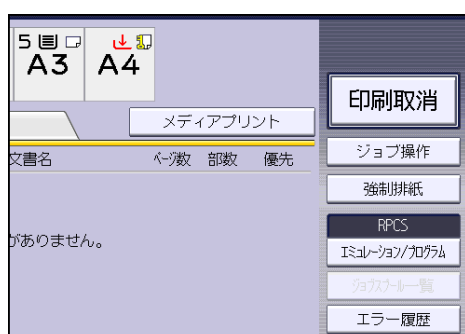 5
A3 A4
印刷取消
メディアプリント
ジョブ操作
文書名 ページ数 部数 優先
強制排紙
RPCS
がありません。
エミュレーション/プログラム
ジョブスプール一覧
エラー履歴